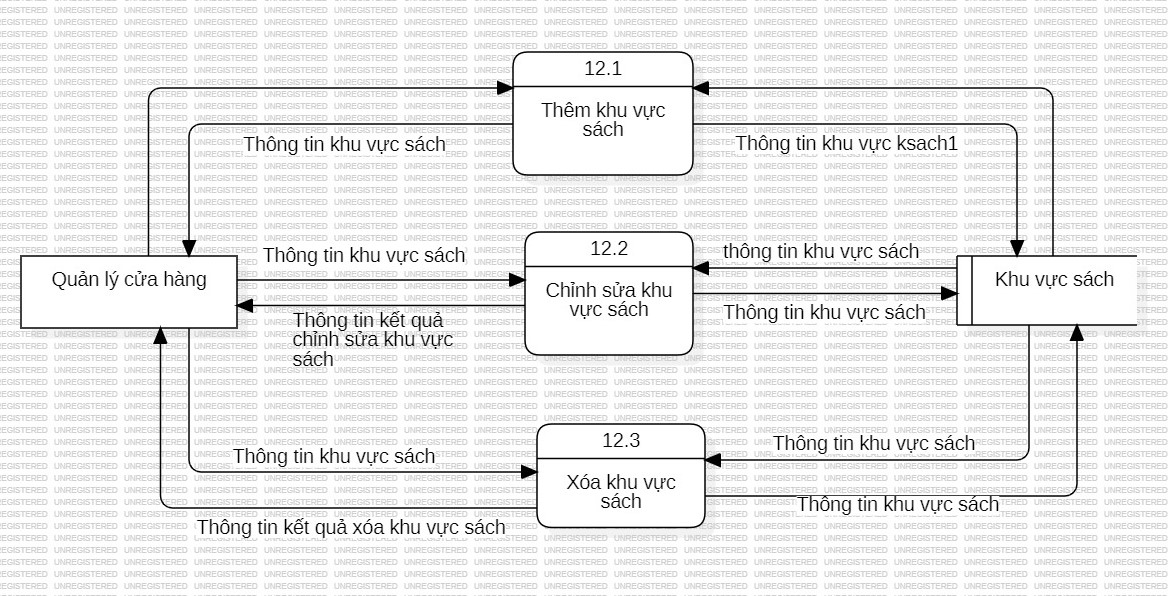 12.1
Thêm khu vực
sách
Thông tin khu vực sách
Thông tin khu vực ksach1
12.2
Thông tin khu vực sách
thông tin khu vực sách
Quản lý cửa hàng
Chỉnh sửa khu
vực sách
Khu vực sách
Thông tin kết quả
chỉnh sửa khu vực
sách
Thông tin khu vực sách
12.3
Thông tin khu vực sách
Thông tin khu vực sách
Xóa khu vực
sách
Thông tin khu vực sách
Thông tin kết quả xóa khu vực sách
UNREGISTERED